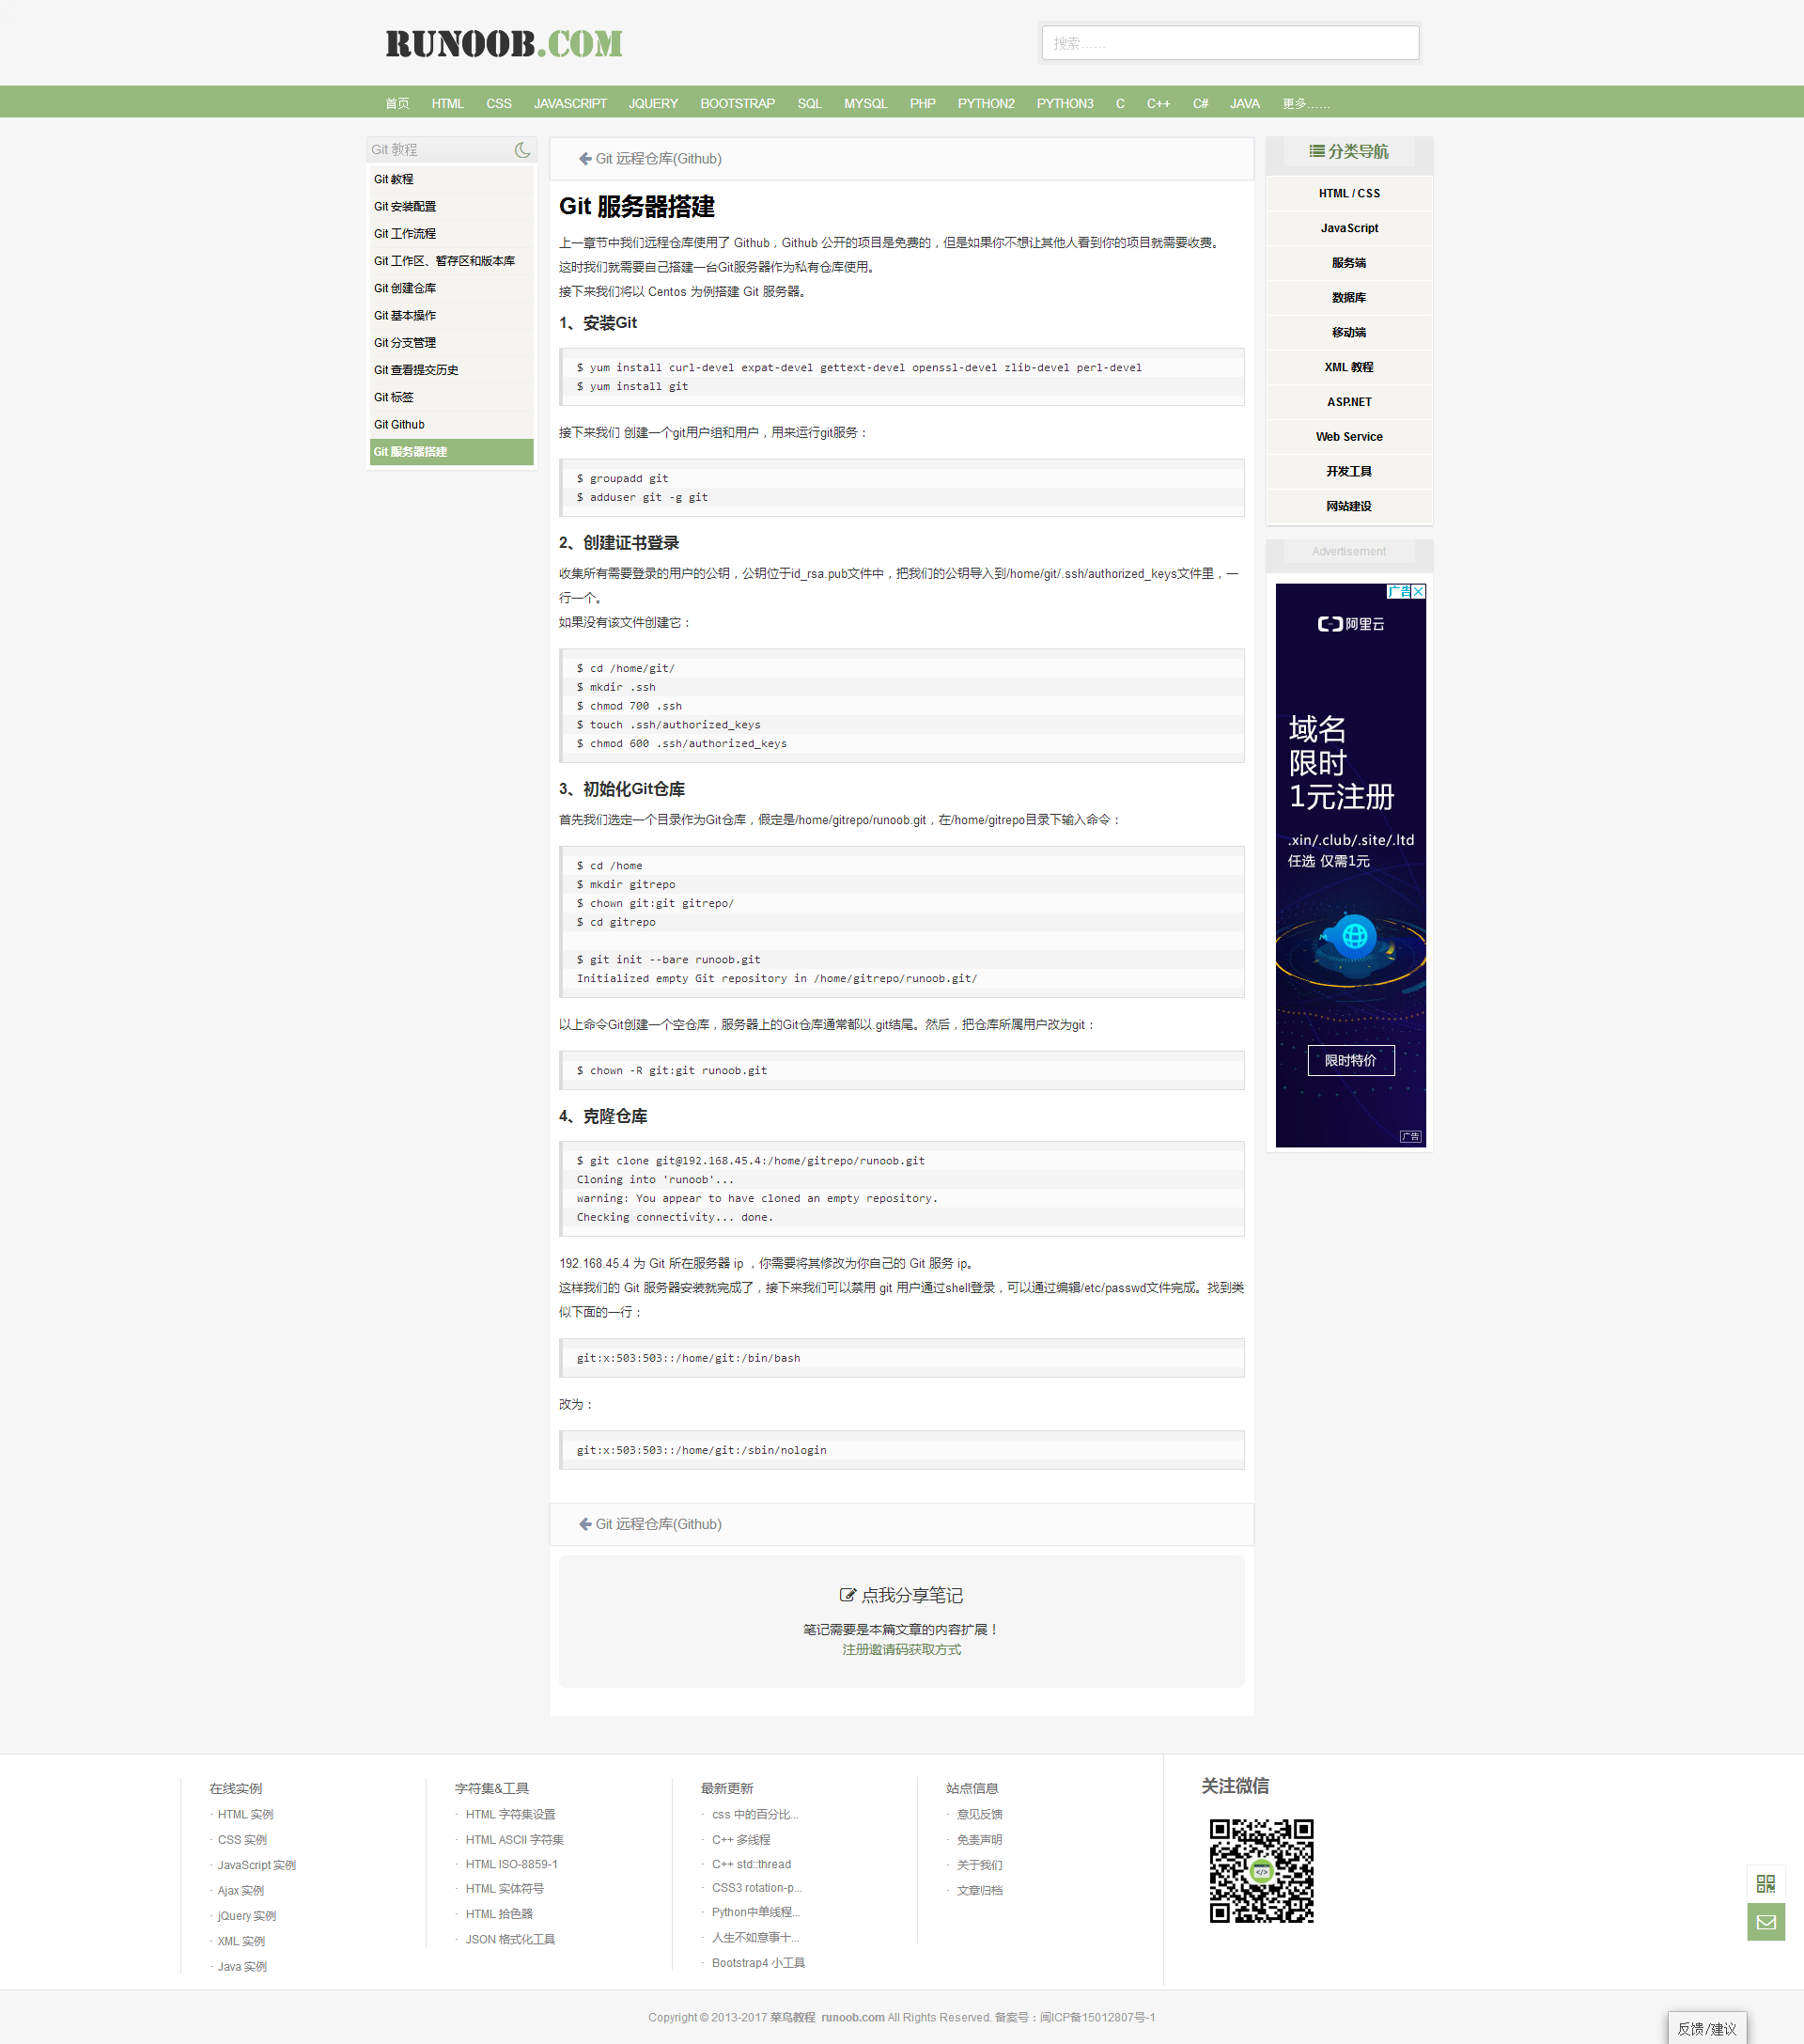 RUNOOB.COM
搜索……
首页 HTML CSS JAVASCRIPT JQUERY BOOTSTRAP SQL MYSQL PHP PYTHON2 PYTHON3 C C++ C# JAVA 更多……
Git 教程
Git 教程
Git 安装配置
Git 工作流程
Git 工作区、暂存区和版本库
Git 创建仓库
Git 基本操作
Git 分支管理
Git 查看提交历史
Git 标签
Git Github
Git 服务器搭建
Git 远程仓库(Github)
Git 服务器搭建
上一章节中我们远程仓库使用了 Github，Github 公开的项目是免费的，但是如果你不想让其他人看到你的项目就需要收费。
这时我们就需要自己搭建一台Git服务器作为私有仓库使用。
接下来我们将以 Centos 为例搭建 Git 服务器。
1、安装Git
$ yum install curl-devel expat-devel gettext-devel openssl-devel zlib-devel perl-devel
$ yum install git
接下来我们 创建一个git用户组和用户，用来运行git服务：
$ groupadd git
$ adduser git -g git
2、创建证书登录
收集所有需要登录的用户的公钥，公钥位于id_rsa.pub文件中，把我们的公钥导入到/home/git/.ssh/authorized_keys文件里，一
行一个。
如果没有该文件创建它：
$ cd /home/git/
$ mkdir .ssh
$ chmod 700 .ssh
$ touch .ssh/authorized_keys
$ chmod 600 .ssh/authorized_keys
3、初始化Git仓库
首先我们选定一个目录作为Git仓库，假定是/home/gitrepo/runoob.git，在/home/gitrepo目录下输入命令：
$ cd /home
$ mkdir gitrepo
$ chown git:git gitrepo/
$ cd gitrepo
$ git init --bare runoob.git
Initialized empty Git repository in /home/gitrepo/runoob.git/
以上命令Git创建一个空仓库，服务器上的Git仓库通常都以.git结尾。然后，把仓库所属用户改为git：
$ chown -R git:git runoob.git
4、克隆仓库
$ git clone git@192.168.45.4:/home/gitrepo/runoob.git
Cloning into 'runoob'...
warning: You appear to have cloned an empty repository.
Checking connectivity... done.
192.168.45.4 为 Git 所在服务器 ip ，你需要将其修改为你自己的 Git 服务 ip。
这样我们的 Git 服务器安装就完成了，接下来我们可以禁用 git 用户通过shell登录，可以通过编辑/etc/passwd文件完成。找到类
似下面的一行：
git:x:503:503::/home/git:/bin/bash
改为：
git:x:503:503::/home/git:/sbin/nologin
Git 远程仓库(Github)
点我分享笔记
笔记需要是本篇文章的内容扩展！
注册邀请码获取方式
分类导航
HTML / CSS
JavaScript
服务端
数据库
移动端
XML 教程
ASP.NET
Web Service
开发工具
网站建设
Advertisement
广告
阿里云
域名
限时
1元注册
.xin/.club/.site/.ltd
任选 仅需1元
限时特价
广告
在线实例
· HTML 实例
· CSS 实例
· JavaScript 实例
· Ajax 实例
· jQuery 实例
· XML 实例
· Java 实例
字符集&工具
· HTML 字符集设置
· HTML ASCII 字符集
· HTML ISO-8859-1
· HTML 实体符号
· HTML 拾色器
· JSON 格式化工具
最新更新
· css 中的百分比...
· C++ 多线程
· C++ std::thread
· CSS3 rotation-p...
· Python中单线程...
· 人生不如意事十...
· Bootstrap4 小工具
站点信息
· 意见反馈
· 免责声明
· 关于我们
· 文章归档
关注微信
Copyright © 2013-2017 菜鸟教程 runoob.com All Rights Reserved. 备案号：闽ICP备15012807号-1
反馈/建议